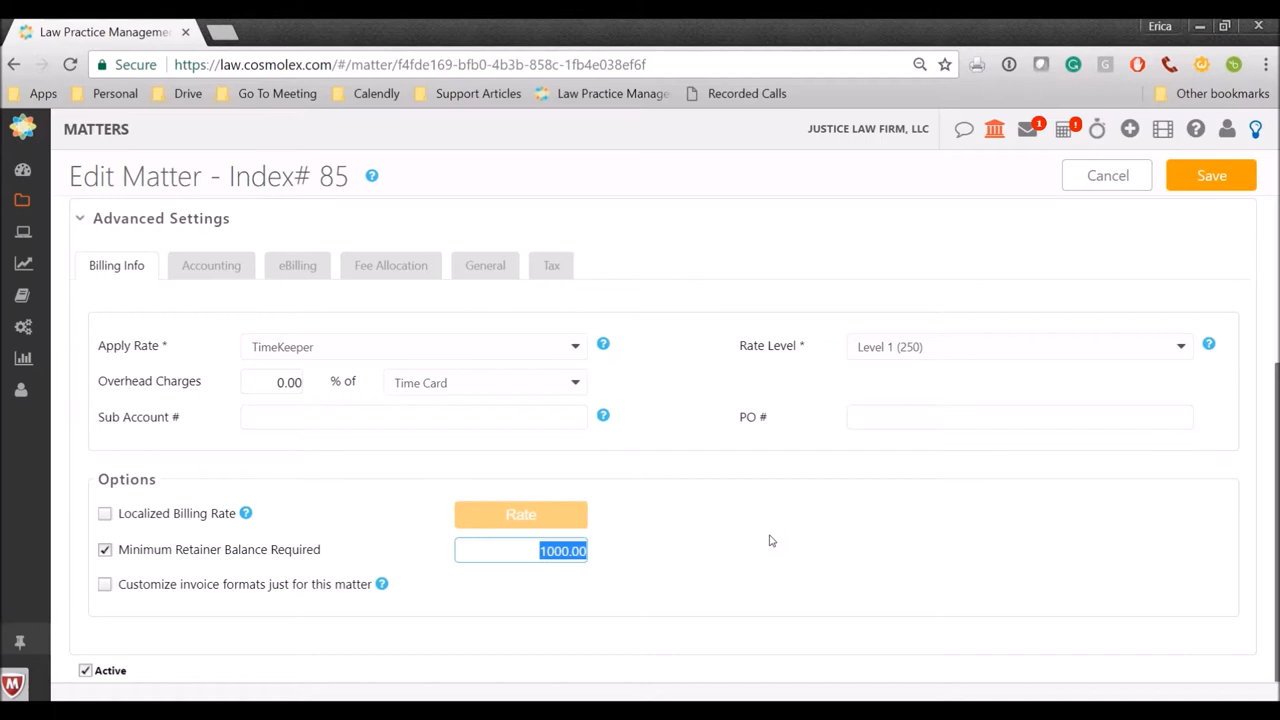 Law Practice Manageme
Erica
Secure
https://law.cosmolex.com/#/matter/f4fde169-bfb0-4b3b-858c-1fb4e038ef6f
Apps
Personal
Drive
Go To Meeting
Calendly
Support Articles
Law Practice Manage
Recorded Calls
Other bookmarks
MATTERS
JUSTICE LAW FIRM, LLC
1
!
Edit Matter - Index# 85
Cancel
Save
Advanced Settings
Billing Info
Accounting
eBilling
Fee Allocation
General
Tax
Apply Rate *
TimeKeeper
Rate Level *
Level 1 (250)
Overhead Charges
0.00
% of
Time Card
Sub Account #
PO #
Options
Localized Billing Rate
Rate
Minimum Retainer Balance Required
1000.00
Customize invoice formats just for this matter
Active